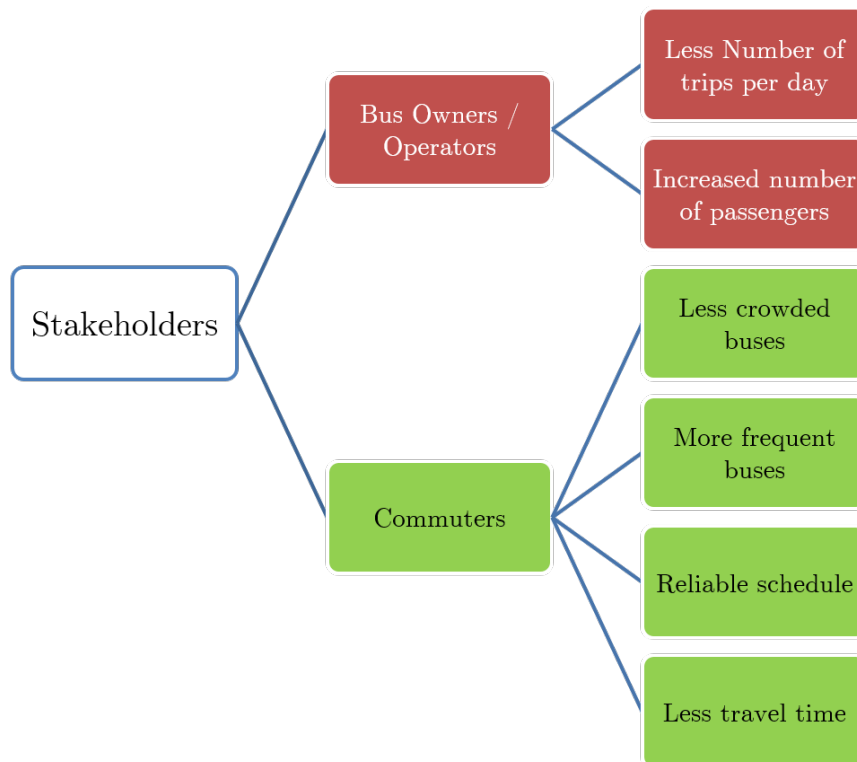 Stakeholders
Bus Owners /
Operators
Less Number of
trips per day
Increased number
of passengers
Commuters
Less crowded
buses
More frequent
buses
Reliable schedule
Less travel time